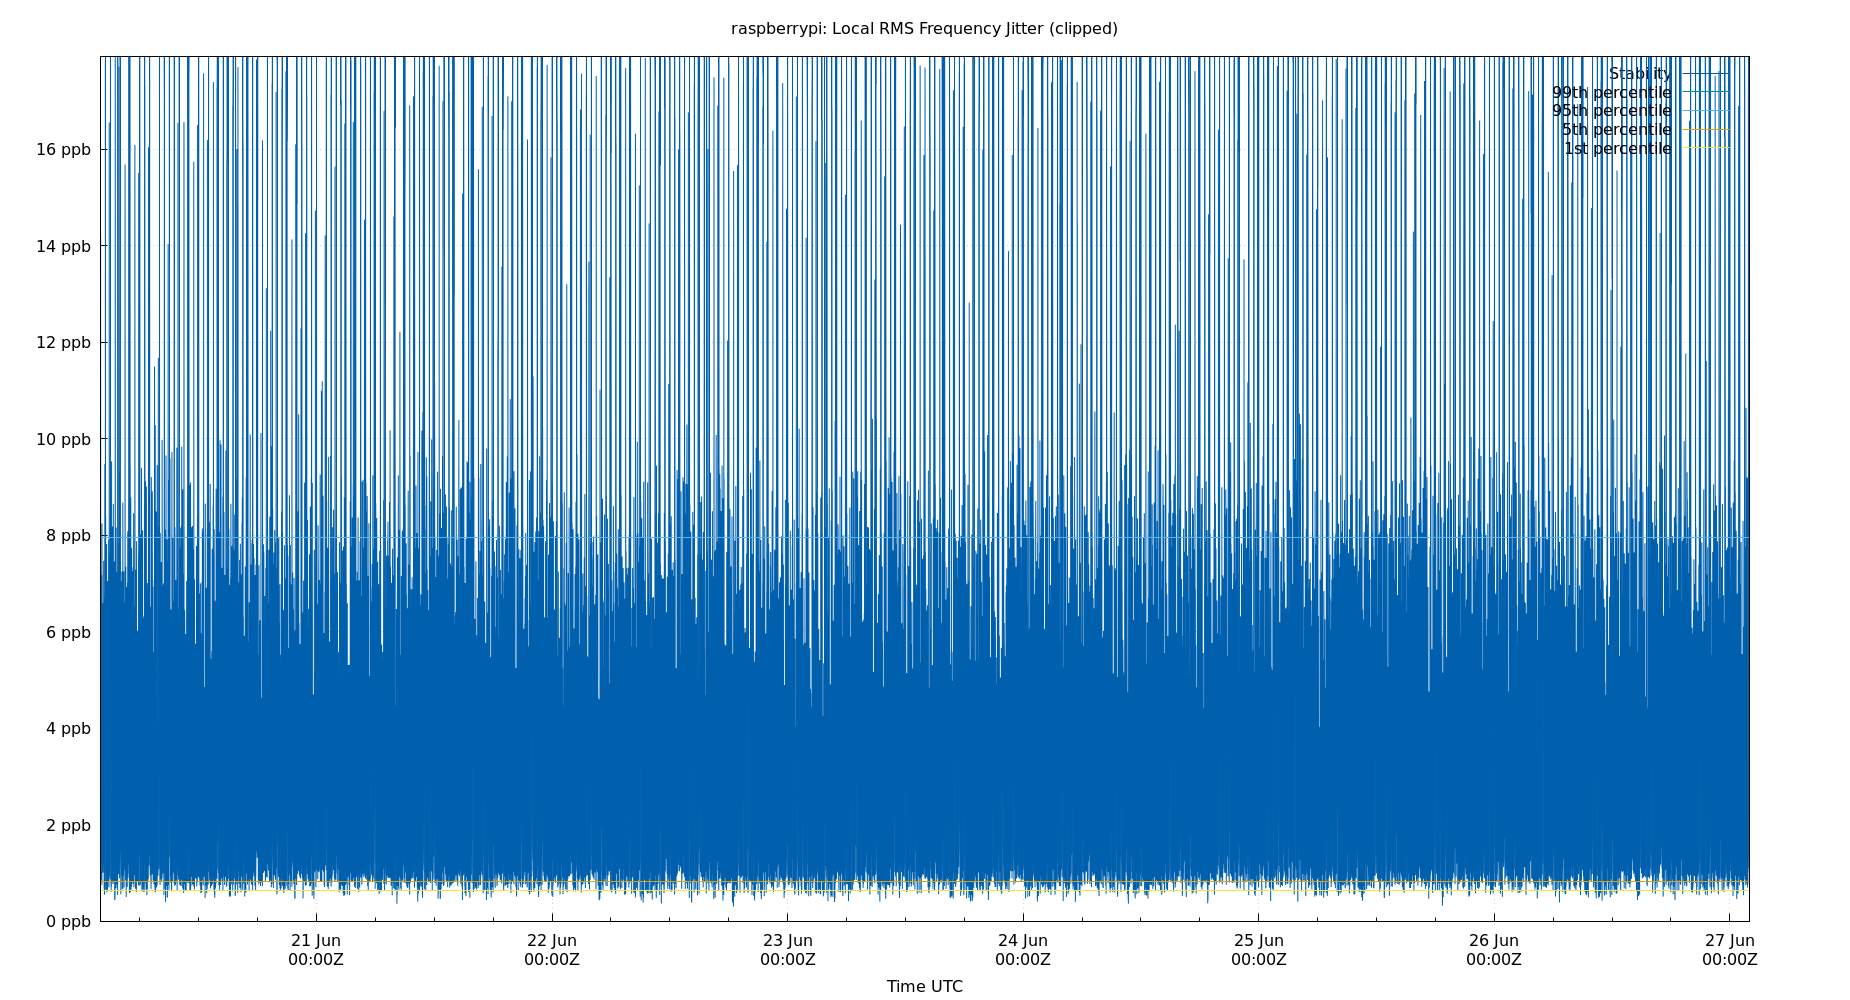 raspberrypi: Local RMS Frequency Jitter (clipped)
Stability
99th percentile
95th percentile
5th percentile
1st percentile
16 ppb
14 ppb
12 ppb
10 ppb
8 ppb
6 ppb
4 ppb
2 ppb
0 ppb
21 Jun 22 Jun 23 Jun 24 Jun 25 Jun 26 Jun 27 Jun
00:00Z 00:00Z 00:00Z 00:00Z 00:00Z 00:00Z 00:00Z
Time UTC